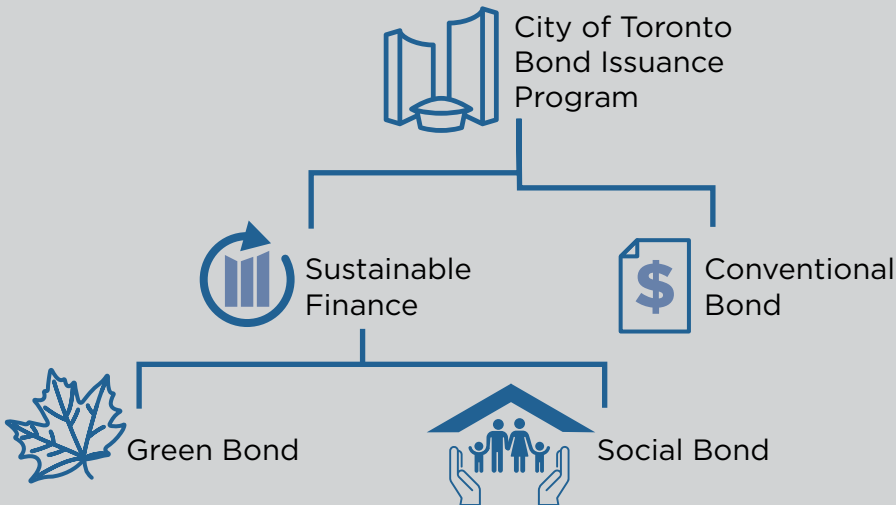 City of Toronto
Bond Issuance
Program
Sustainable
Finance
$
Conventional
Bond
Green Bond
Social Bond